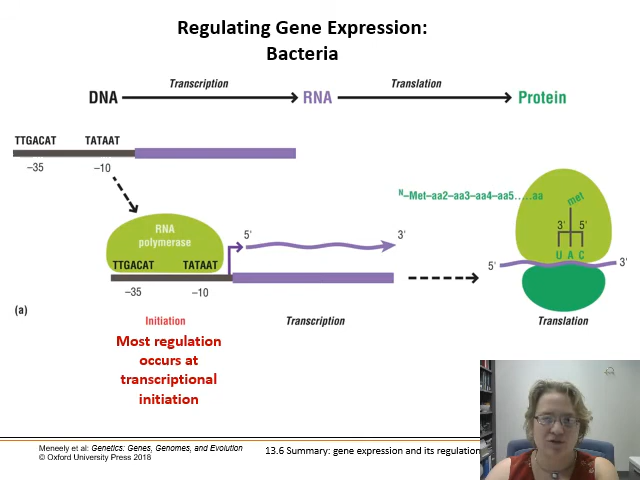 Regulating Gene Expression:
Bacteria
Transcription
Translation
DNA
RNA
Protein
TTGACAT
TATAAT
−35
−10
N–Met–aa2–aa3–aa4–aa5.....aa
met
RNA
polymerase
5'
3'
3' 5'
U A C
TTGACAT
TATAAT
5'
3'
−35
−10
(a)
Initiation
Transcription
Translation
Most regulation
occurs at
transcriptional
initiation
Meneely et al: Genetics: Genes, Genomes, and Evolution
© Oxford University Press 2018
13.6 Summary: gene expression and its regulation